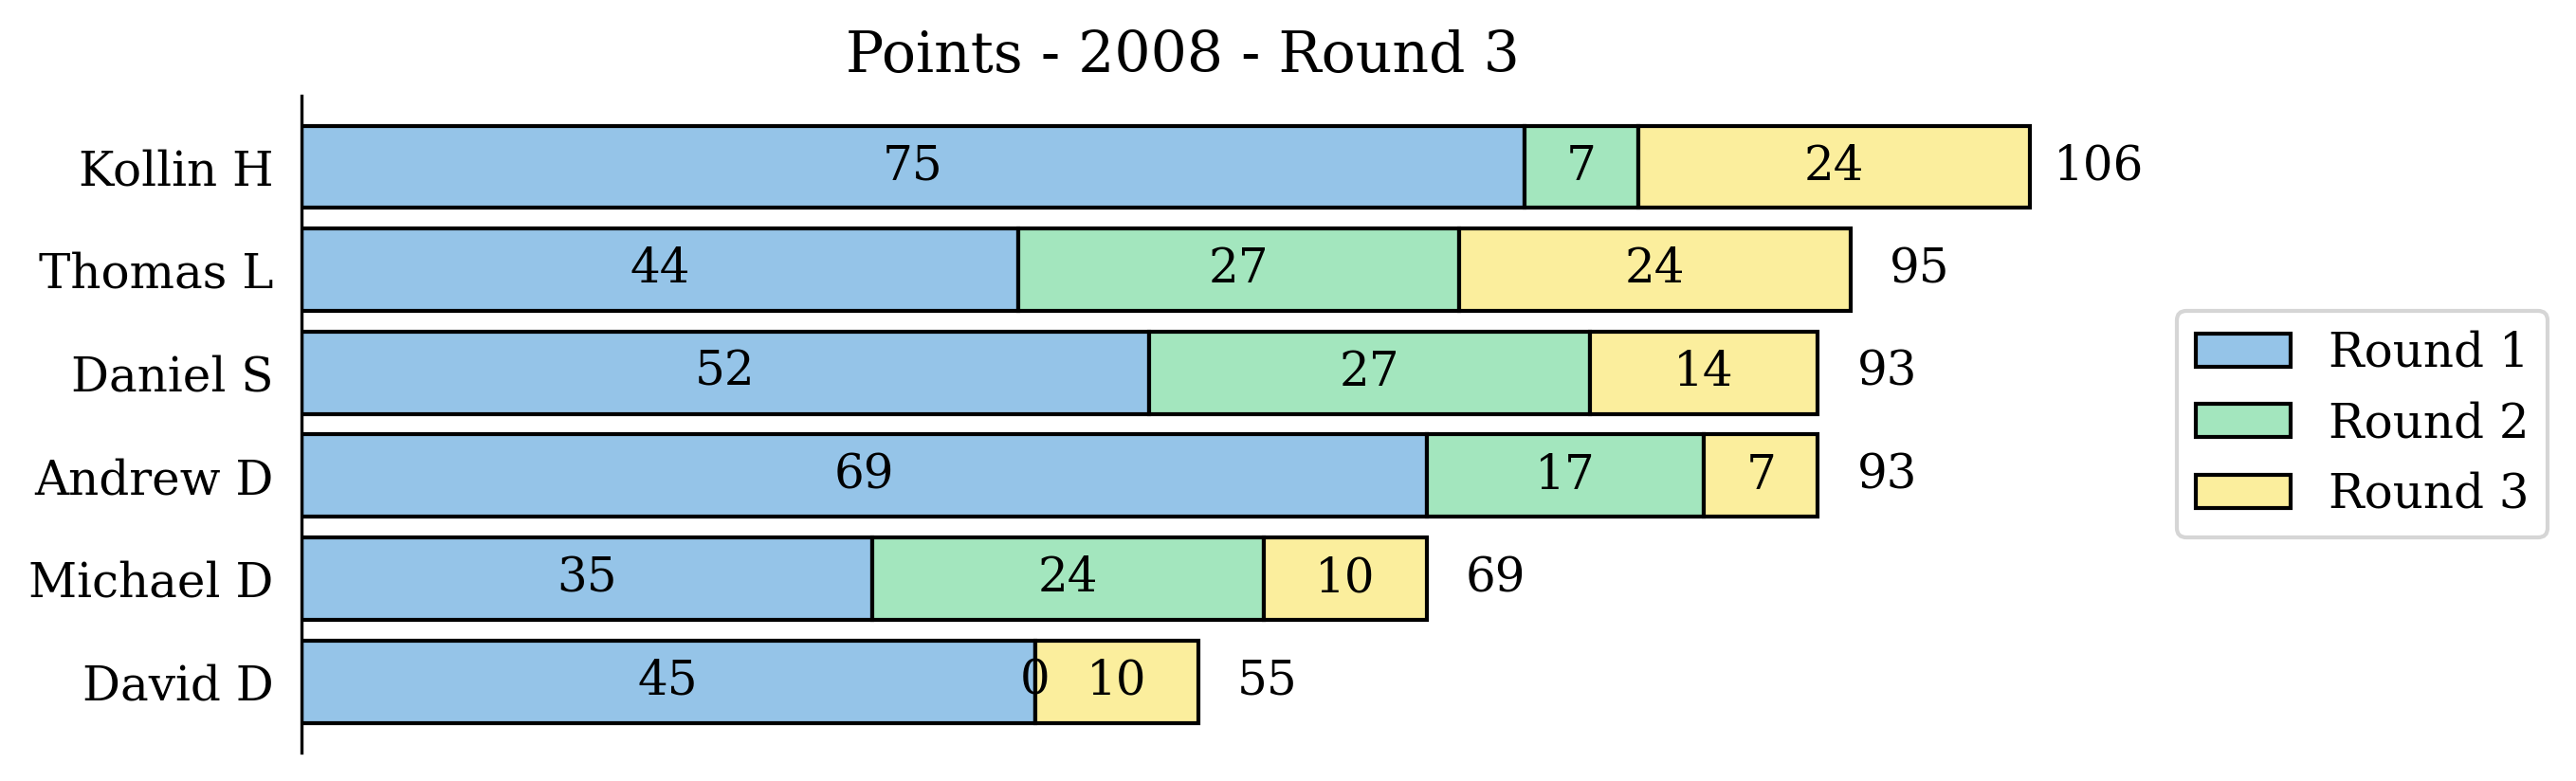 Points - 2008 - Round 3
Kollin H 75 7 24 106
Thomas L 44 27 24 95
Daniel S 52 27 14 93
Andrew D 69 17 7 93
Michael D 35 24 10 69
David D 45 0 10 55
Round 1
Round 2
Round 3